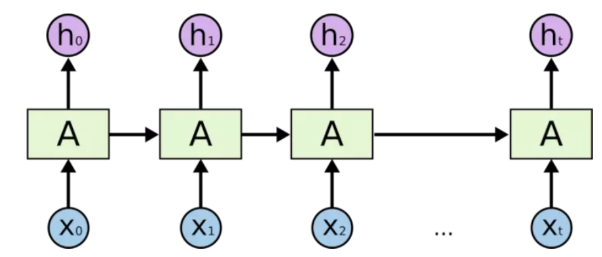 h₀ h₁ h₂ hₜ
A A A A
x₀ x₁ x₂ ... xₜ